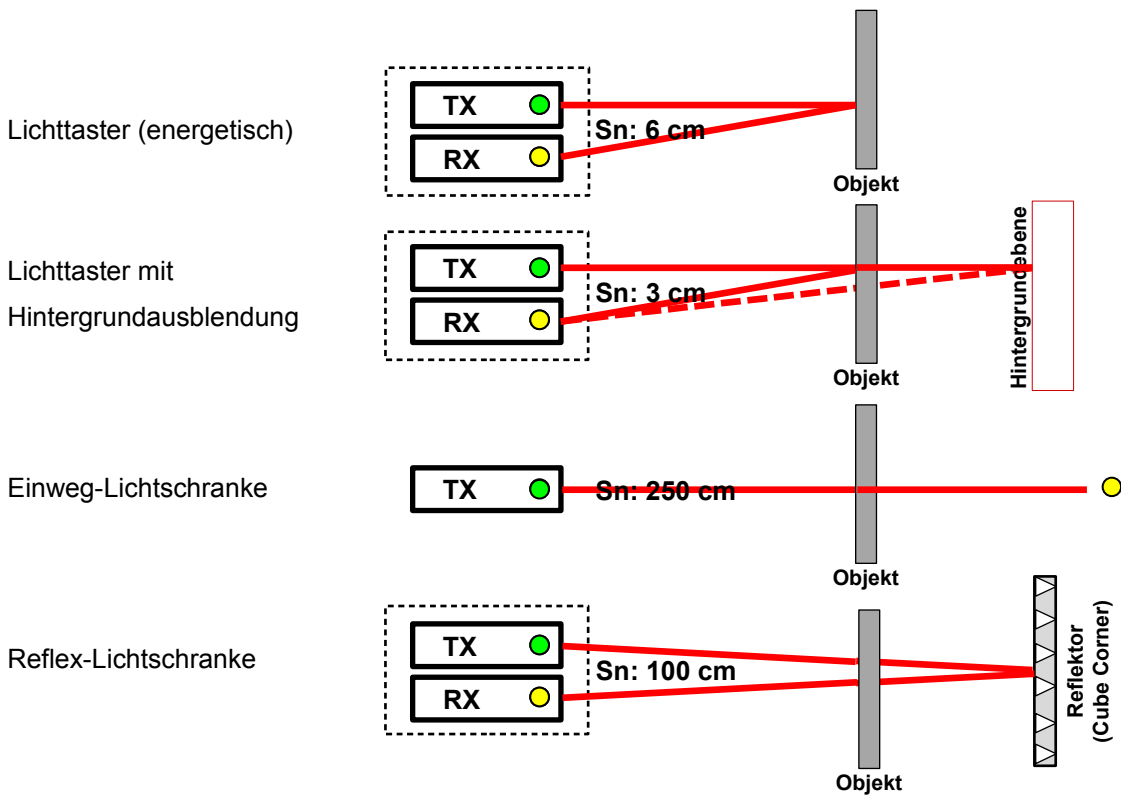 Lichttaster (energetisch)
TX
RX
Sn: 6 cm
Objekt
Lichttaster mit
Hintergrundausblendung
TX
RX
Sn: 3 cm
Objekt
Hintergrundebene
Einweg-Lichtschranke
TX
Sn: 250 cm
Objekt
Reflex-Lichtschranke
TX
RX
Sn: 100 cm
Objekt
Reflektor
(Cube Corner)